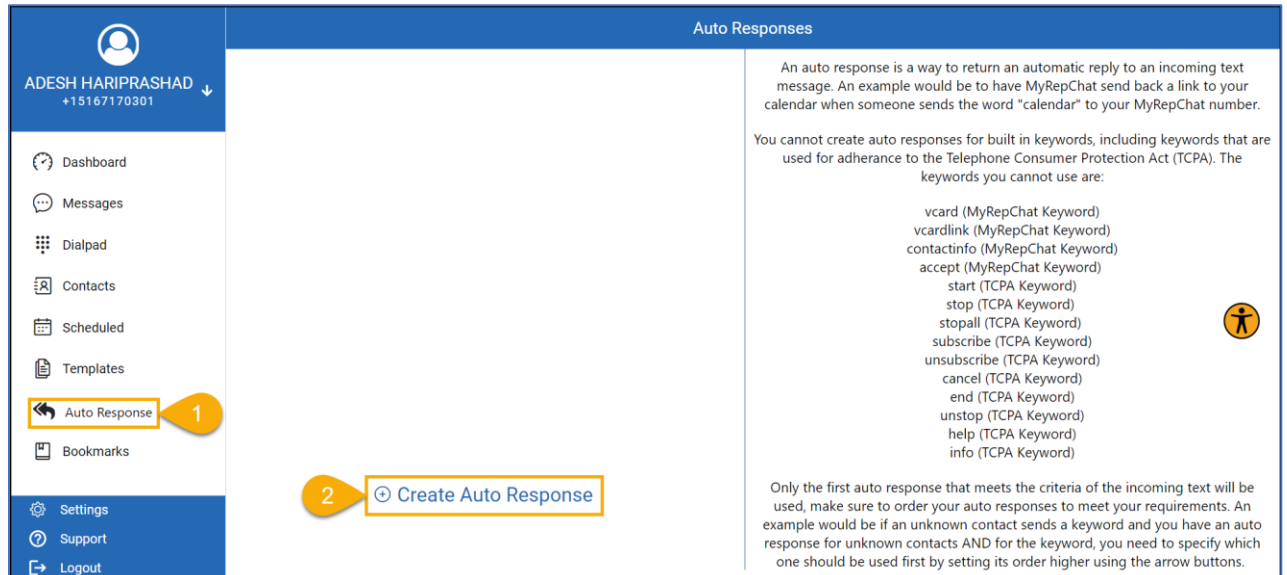 ADESH HARIPRASHAD
+15167170301
Dashboard
Messages
Dialpad
Contacts
Scheduled
Templates
Auto Response
1
Bookmarks
Settings
Support
Logout
Auto Responses
2
Create Auto Response
An auto response is a way to return an automatic reply to an incoming text
message. An example would be to have MyRepChat send back a link to your
calendar when someone sends the word "calendar" to your MyRepChat number.
You cannot create auto responses for built in keywords, including keywords that are
used for adherance to the Telephone Consumer Protection Act (TCPA). The
keywords you cannot use are:
vcard (MyRepChat Keyword)
vcardlink (MyRepChat Keyword)
contactinfo (MyRepChat Keyword)
accept (MyRepChat Keyword)
start (TCPA Keyword)
stop (TCPA Keyword)
stopall (TCPA Keyword)
subscribe (TCPA Keyword)
unsubscribe (TCPA Keyword)
cancel (TCPA Keyword)
end (TCPA Keyword)
unstop (TCPA Keyword)
help (TCPA Keyword)
info (TCPA Keyword)
Only the first auto response that meets the criteria of the incoming text will be
used, make sure to order your auto responses to meet your requirements. An
example would be if an unknown contact sends a keyword and you have an auto
response for unknown contacts AND for the keyword, you need to specify which
one should be used first by setting its order higher using the arrow buttons.